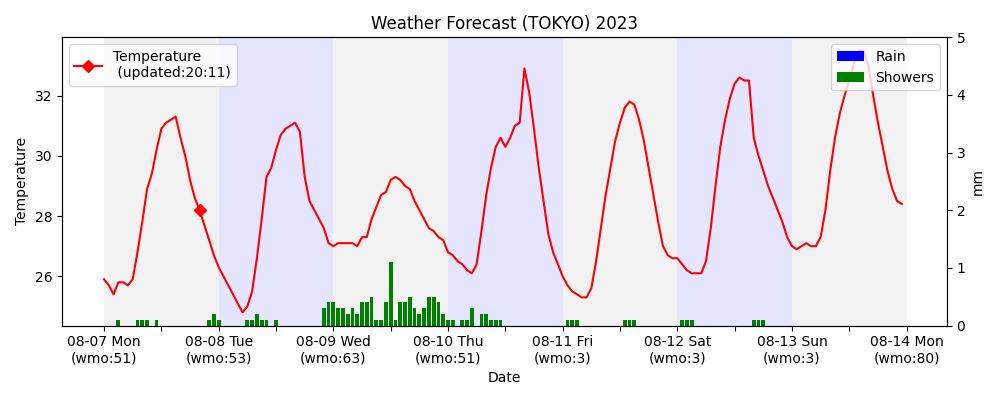 Weather Forecast (TOKYO) 2023
Temperature
(updated:20:11)
Rain
Showers
Temperature
32
30
28
26
5
4
3
2
1
0
mm
08-07 Mon
(wmo:51)
08-08 Tue
(wmo:53)
08-09 Wed
(wmo:63)
08-10 Thu
(wmo:51)
08-11 Fri
(wmo:3)
08-12 Sat
(wmo:3)
08-13 Sun
(wmo:3)
08-14 Mon
(wmo:80)
Date